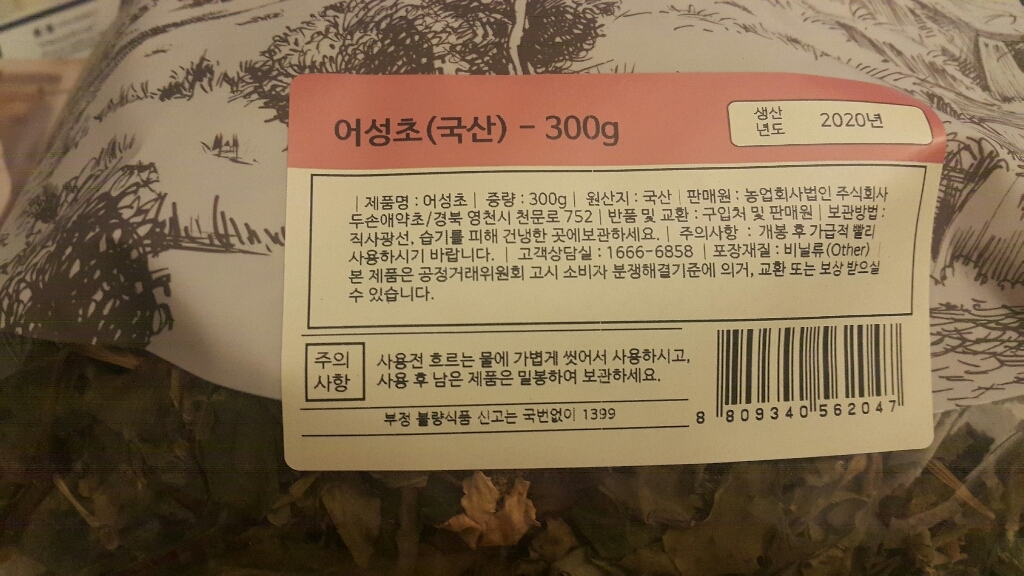 어성초(국산) - 300g
생산
년도
2020년
| 제품명 : 어성초 | 중량 : 300g | 원산지 : 국산 | 판매원 : 농업회사법인 주식회사
두손애약초/경북 영천시 천문로 752 | 반품 및 교환 : 구입처 및 판매원 | 보관방법 :
직사광선, 습기를 피해 건냉한 곳에보관하세요. | 주의사항 : 개봉 후 가급적 빨리
사용하시기 바랍니다. | 고객상담실 : 1666-6858 | 포장재질 : 비닐류(Other)
본 제품은 공정거래위원회 고시 소비자 분쟁해결기준에 의거, 교환 또는 보상 받으실
수 있습니다.
주의
사항
사용전 흐르는 물에 가볍게 씻어서 사용하시고,
사용 후 남은 제품은 밀봉하여 보관하세요.
부정 불량식품 신고는 국번없이 1399
8 809340 562047